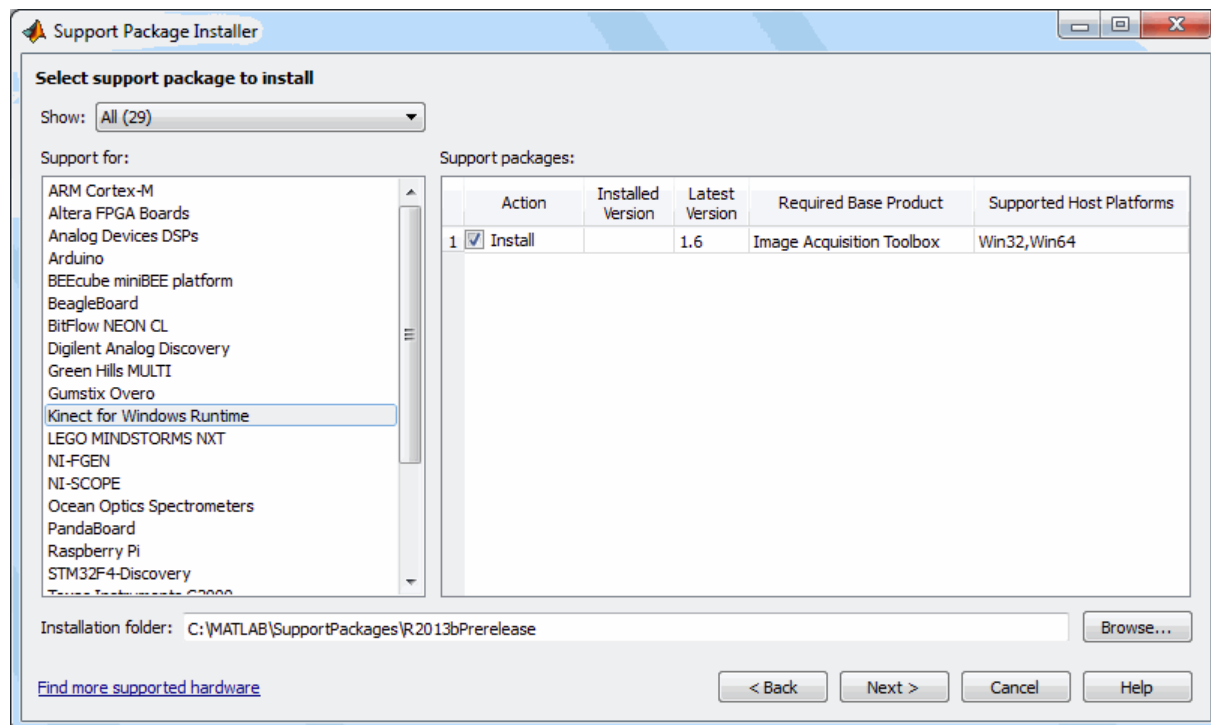 Support Package Installer
Select support package to install
Show: All (29)
Support for:
Support packages:
ARM Cortex-M
Altera FPGA Boards
Analog Devices DSPs
Arduino
BEEcube miniBEE platform
BeagleBoard
BitFlow NEON CL
Digilent Analog Discovery
Green Hills MULTI
Gumstix Overo
Kinect for Windows Runtime
LEGO MINDSTORMS NXT
NI-FGEN
NI-SCOPE
Ocean Optics Spectrometers
PandaBoard
Raspberry Pi
STM32F4-Discovery
Texas Instruments C2000
Action Installed Version Latest Version Required Base Product Supported Host Platforms
1 Install 1.6 Image Acquisition Toolbox Win32,Win64
Installation folder: C:\MATLAB\SupportPackages\R2013bPrerelease Browse...
Find more supported hardware < Back Next > Cancel Help